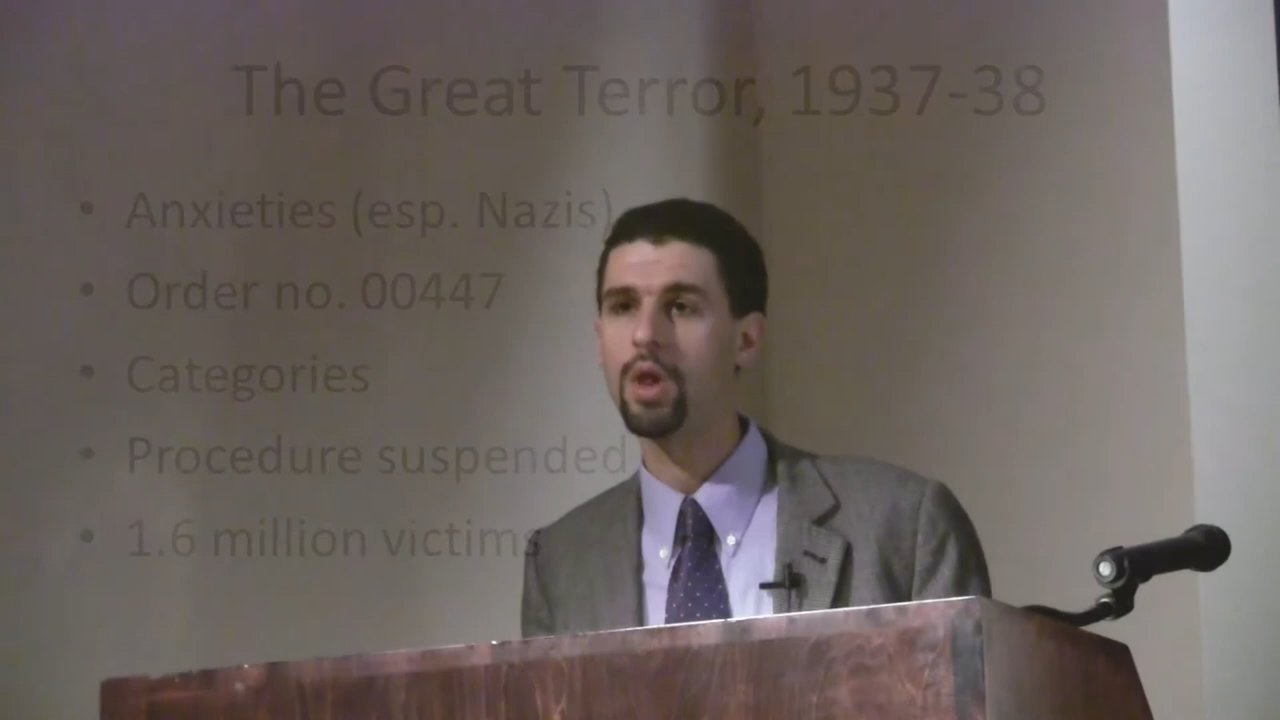 The Great Terror, 1937-38
• Anxieties (esp. Nazis)
• Order no. 00447
• Categories
• Procedure suspended
• 1.6 million victims